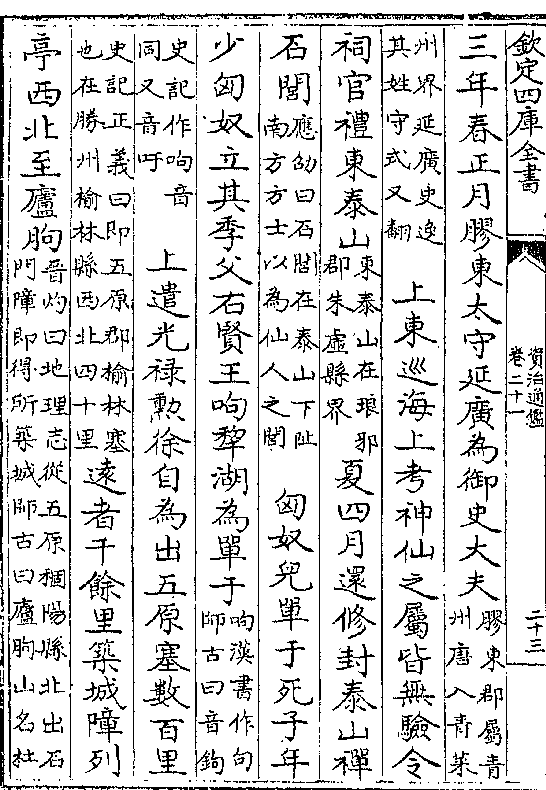 欽定四庫全書
資治通鑑
卷二十一
二十三
三年春正月膠東太守延廣為御史大夫
膠東郡屬青
州唐入青萊
州界延廣史逸
其姓守式又翻
上東巡海上考神仙之屬皆無驗令
祠官禮東泰山
東泰山在琅邪
郡朱虛縣界
夏四月還修封泰山禪
石閭
應劭曰石閭在泰山下阯
南方方士以為仙人之閭
匈奴兒單于死子年
少匈奴立其季父右賢王呴犂湖為單于
呴漢書作句
師古曰音鉤
史記作呴音
同又音吁
上遣光祿勲徐自為出五原塞數百里
史記正義曰即五原郡榆林塞
也在勝州榆林縣西北四十里
遠者千餘里築城障列
亭西北至廬朐
晉灼曰地理志從五原稒陽縣北出石
門障即得所築城師古曰廬朐山名杜